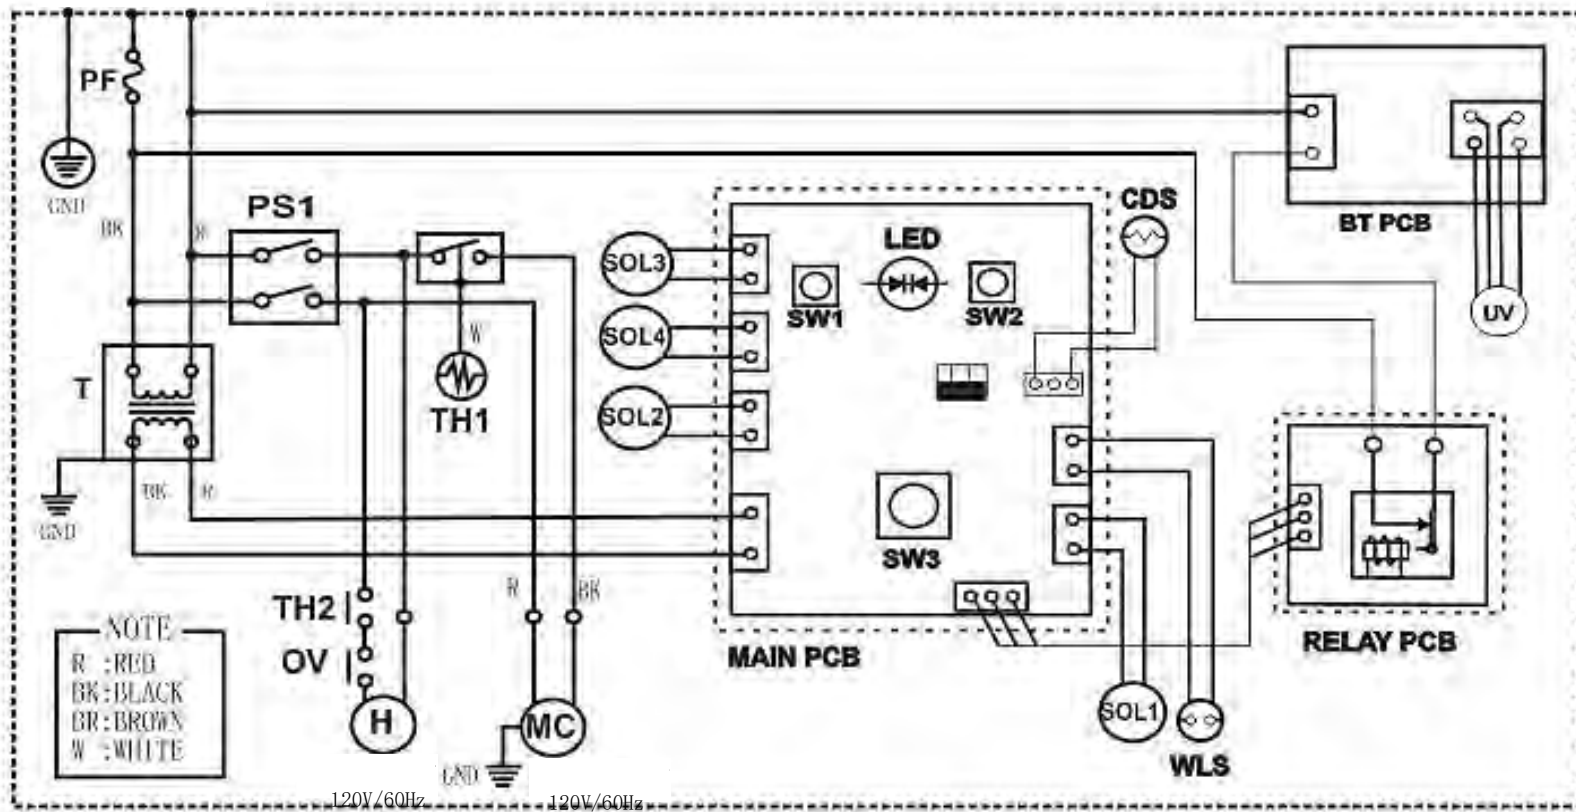 PF
GND
BK
R
PS1
W
TH1
T
GND
BK
R
SOL3
SOL4
SOL2
LED
SW1
SW2
SW3
CDS
BT PCB
UV
MAIN PCB
RELAY PCB
TH2
OV
R
BK
H
MC
GND
SOL1
WLS
120V/60Hz
120V/60Hz
NOTE
R :RED
BK:BLACK
BR:BROWN
W :WHITE